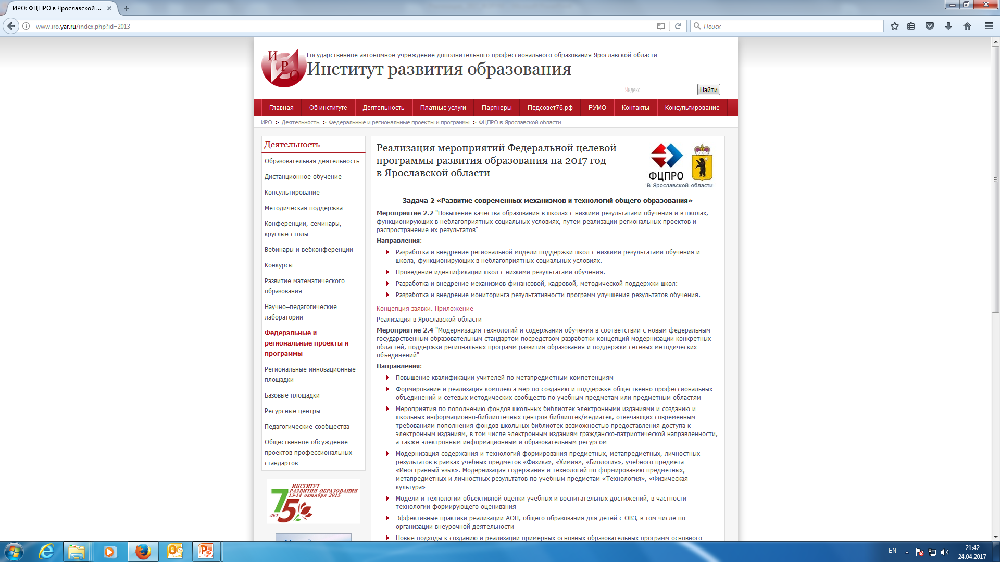 ИРО: ФЦПРО в Ярославской ...
www.iro.yar.ru/index.php?id=2013
Поиск
И
Р
О
Государственное автономное учреждение дополнительного профессионального образования Ярославской области
Институт развития образования
Яндекс
Найти
Главная
Об институте
Деятельность
Платные услуги
Партнеры
Педсовет76.рф
РУМО
Контакты
Консультирование
ИРО > Деятельность > Федеральные и региональные проекты и программы > ФЦПРО в Ярославской области
Деятельность
Образовательная деятельность
Дистанционное обучение
Консультирование
Методическая поддержка
Конференции, семинары,
круглые столы
Вебинары и вебконференции
Конкурсы
Развитие математического
образования
Научно–педагогические
лаборатории
Федеральные и
региональные проекты и
программы
Региональные инновационные
площадки
Базовые площадки
Ресурсные центры
Педагогические сообщества
Общественное обсуждение
проектов профессиональных
стандартов
ИНСТИТУТ
РАЗВИТИЯ ОБРАЗОВАНИЯ
13-14 октября 2015
75
ЛЕТ
Реализация мероприятий Федеральной целевой
программы развития образования на 2017 год
в Ярославской области
ФЦПРО
В Ярославской области
Задача 2 «Развитие современных механизмов и технологий общего образования»
Мероприятие 2.2 "Повышение качества образования в школах с низкими результатами обучения и в школах,
функционирующих в неблагоприятных социальных условиях, путем реализации региональных проектов и
распространение их результатов"
Направления:
Разработка и внедрение региональной модели поддержки школ с низкими результатами обучения и
школа, функционирующих в неблагоприятных социальных условиях.
Проведение идентификации школ с низкими результатами обучения.
Разработка и внедрение механизмов финансовой, кадровой, методической поддержки школ:
Разработка и внедрение мониторинга результативности программ улучшения результатов обучения.
Концепция заявки. Приложение
Реализация в Ярославской области
Мероприятие 2.4 "Модернизация технологий и содержания обучения в соответствии с новым федеральным
государственным образовательным стандартом посредством разработки концепций модернизации конкретных
областей, поддержки региональных программ развития образования и поддержки сетевых методических
объединений"
Направления:
Повышение квалификации учителей по метапредметным компетенциям
Формирование и реализация комплекса мер по созданию и поддержке общественно профессиональных
объединений и сетевых методических сообществ по учебным предметам или предметным областям
Мероприятия по пополнению фондов школьных библиотек электронными изданиями и созданию и
школьных информационно-библиотечных центров библиотек/медиатек, отвечающих современным
требованиям пополнения фондов школьных библиотек возможностью предоставления доступа к
электронным изданиям, в том числе электронным изданиям гражданско-патриотической направленности,
а также электронным информационным и образовательным ресурсом
Модернизация содержания и технологий формирования предметных, метапредметных, личностных
результатов в рамках учебных предметов «Физика», «Химия», «Биология», учебного предмета
«Иностранный язык». Модернизация содержания и технологий по формированию предметных,
метапредметных и личностных результатов по учебным предметам «Технология», «Физическая
культура»
Модели и технологии объективной оценки учебных и воспитательных достижений, в частности
технологии формирующего оценивания
Эффективные практики реализации АОП, общего образования для детей с ОВЗ, в том числе по
организации внеурочной деятельности
Новые подходы к созданию и реализации примерных основных образовательных программ основного
EN
21:42
24.04.2017